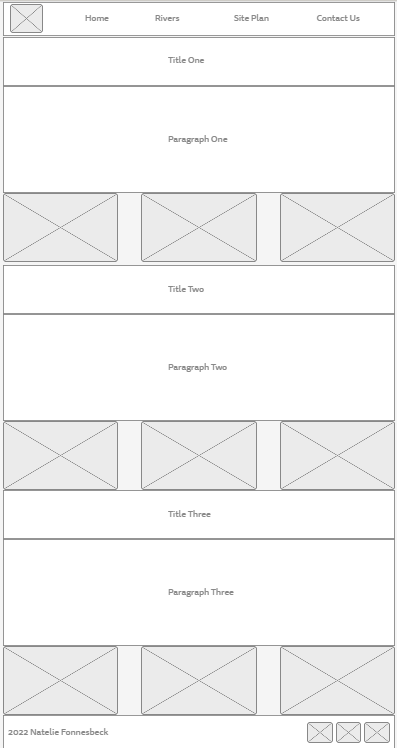 Home Rivers Site Plan Contact Us
Title One
Paragraph One
Title Two
Paragraph Two
Title Three
Paragraph Three
2022 Natelie Fonnesbeck